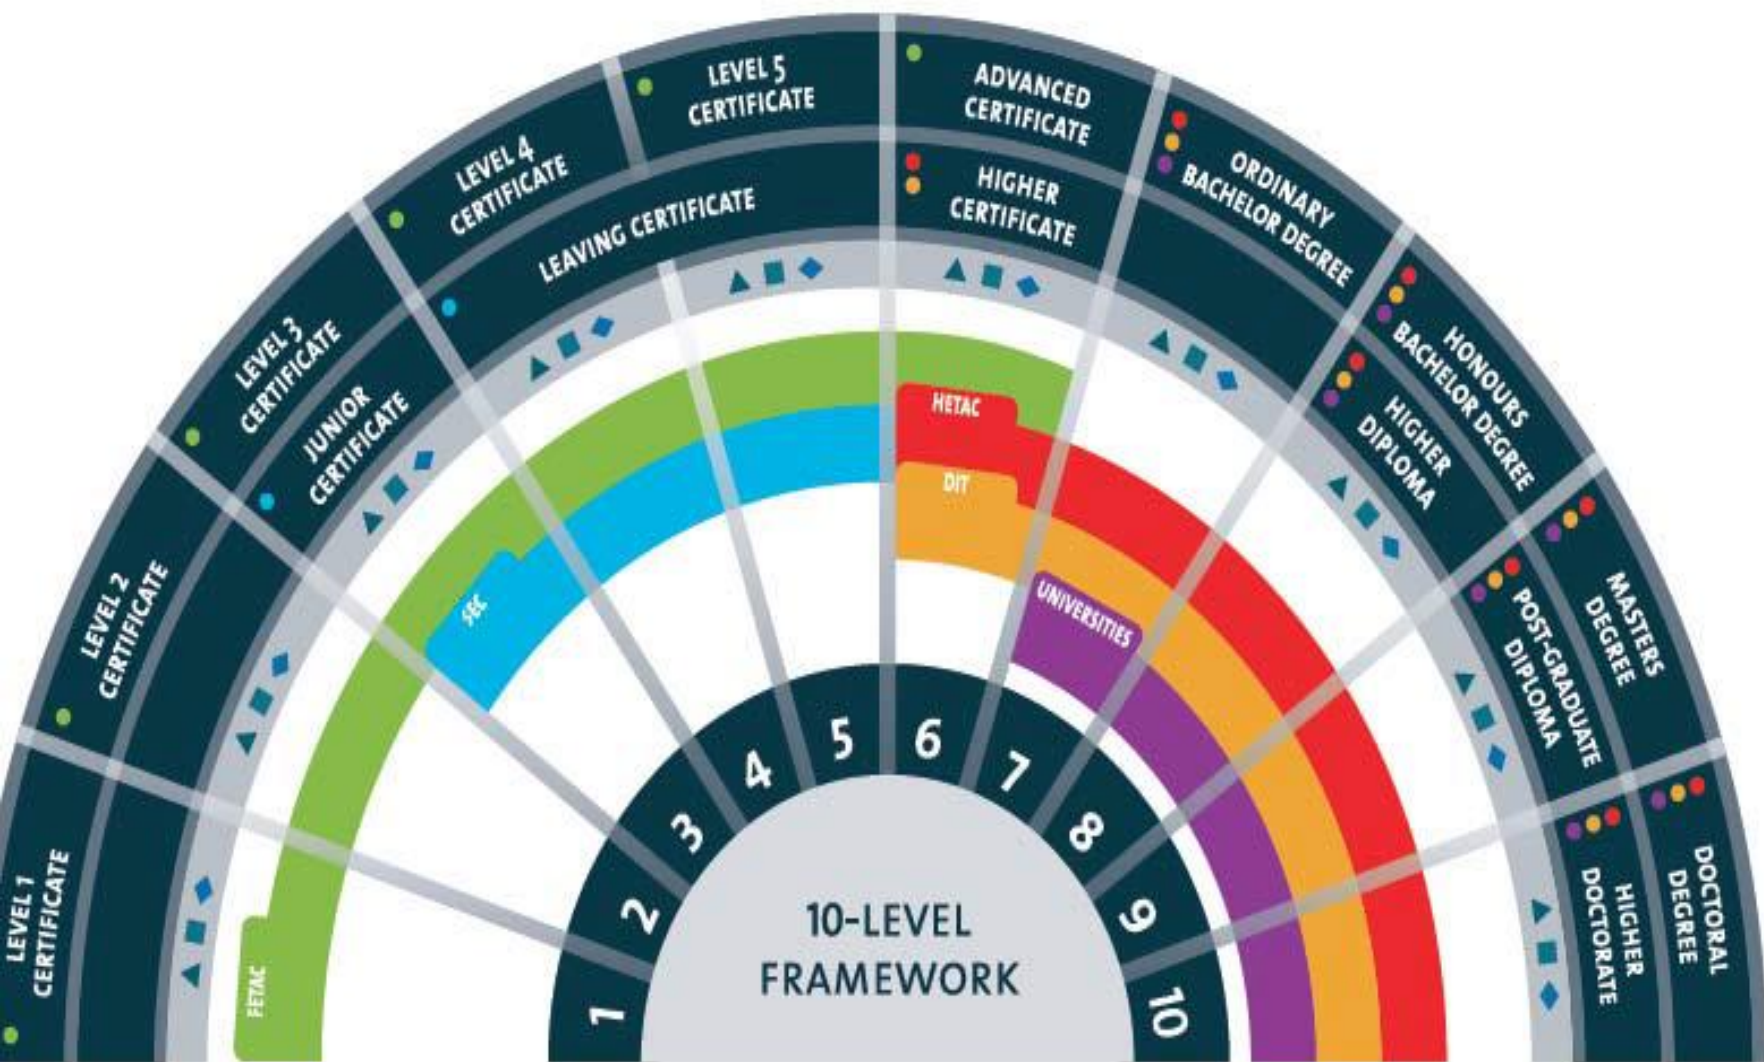 LEVEL 1
CERTIFICATE
LEVEL 2
CERTIFICATE
LEVEL 3
CERTIFICATE
JUNIOR
CERTIFICATE
LEVEL 4
CERTIFICATE
LEVEL 5
CERTIFICATE
LEAVING CERTIFICATE
ADVANCED
CERTIFICATE
HIGHER
CERTIFICATE
ORDINARY
BACHELOR DEGREE
HONOURS
BACHELOR DEGREE
HIGHER
DIPLOMA
MASTERS
DEGREE
POST-GRADUATE
DIPLOMA
DOCTORAL
DEGREE
HIGHER
DOCTORATE
FETAC
SEC
HETAC
DIT
UNIVERSITIES
1
2
3
4
5
6
7
8
9
10
10-LEVEL
FRAMEWORK